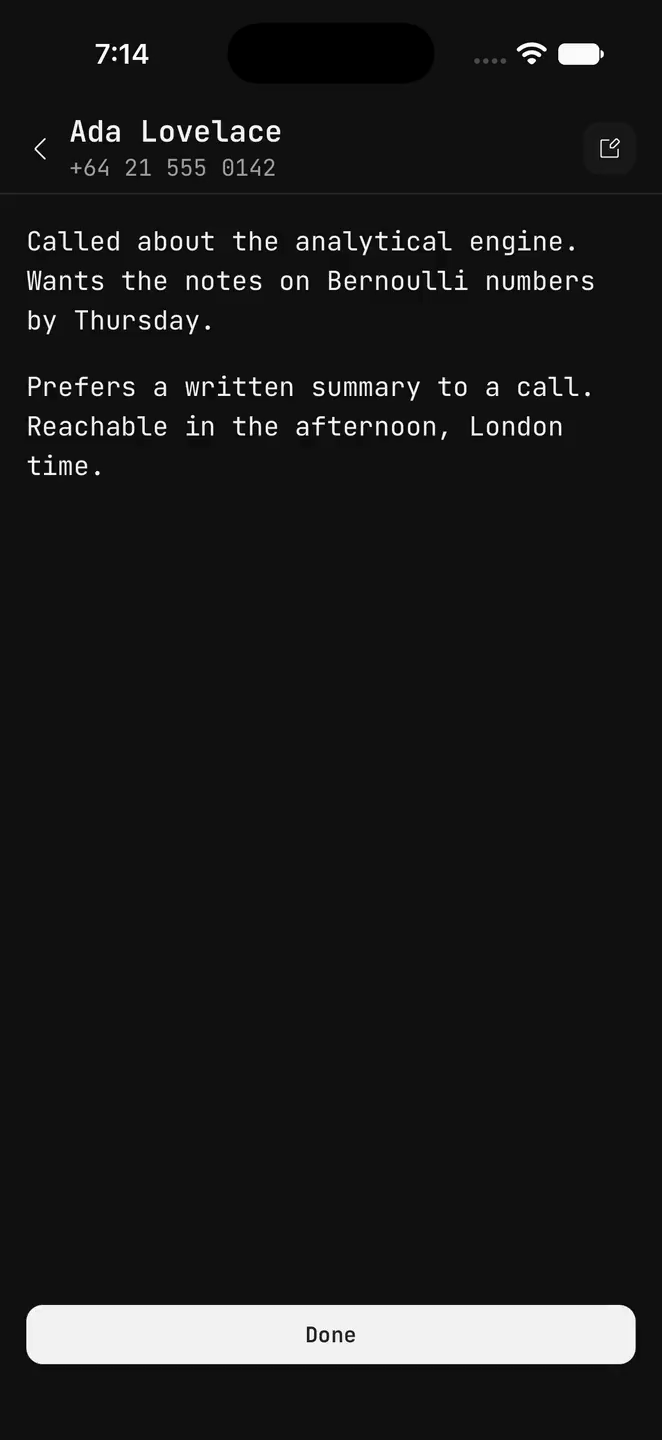 7:14
Ada Lovelace
+64 21 555 0142
Called about the analytical engine.
Wants the notes on Bernoulli numbers
by Thursday.
Prefers a written summary to a call.
Reachable in the afternoon, London
time.
Done